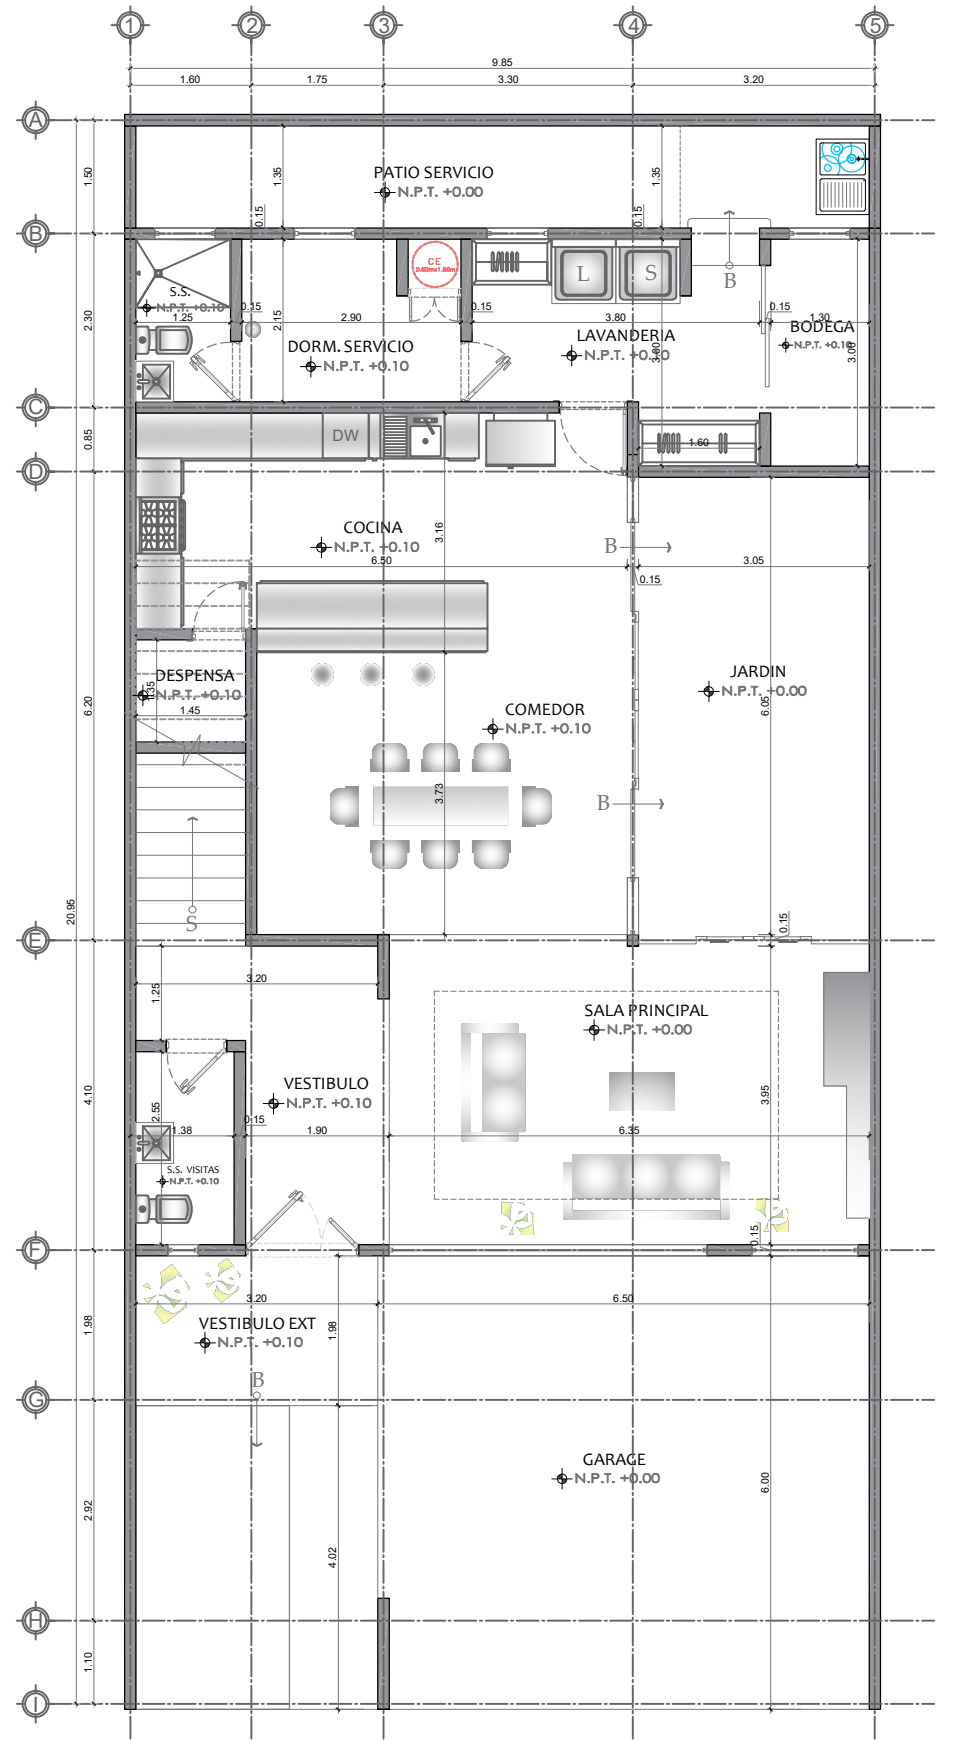 1 2 3 4 5
9.85
1.60 1.75 3.30 3.20
A
1.50
1.35
PATIO SERVICIO
N.P.T. +0.00
1.35
0.15
0.15
B
S.S.
N.P.T. +0.10
CE
L S
B
0.15
0.15
0.15
2.30
1.25
2.15
2.90
3.80
1.30
DORM. SERVICIO
N.P.T. +0.10
LAVANDERIA
N.P.T. +0.10
3.00
BODEGA
N.P.T. +0.10
3.00
C
0.85
DW
1.60
D
COCINA
N.P.T. +0.10
3.16
6.50
B
3.05
0.15
DESPENSA
N.P.T. +0.10
1.35
1.45
6.20
COMEDOR
N.P.T. +0.10
JARDIN
N.P.T. +0.00
6.05
3.73
B
S
20.95
0.15
E
3.20
1.25
SALA PRINCIPAL
N.P.T. +0.00
VESTIBULO
N.P.T. +0.10
4.10
2.55
0.15
3.95
1.38
1.90
6.35
S.S. VISITAS
N.P.T. +0.10
0.15
F
3.20
6.50
1.98
VESTIBULO EXT
N.P.T. +0.10
1.98
B
G
GARAGE
N.P.T. +0.00
6.00
2.92
4.02
H
1.10
I